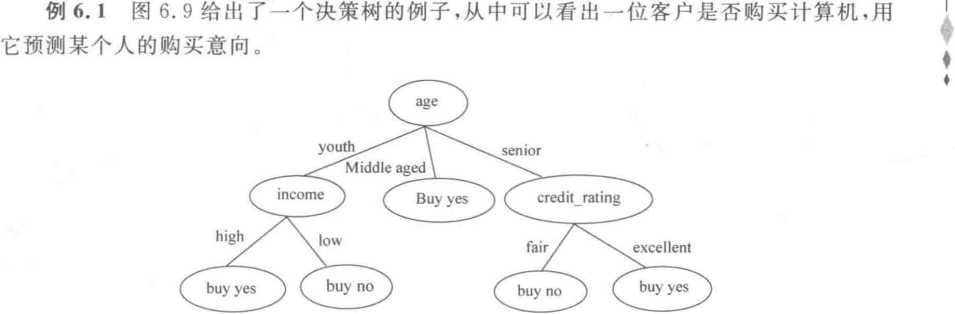 例 6.1 图 6.9 给出了一个决策树的例子,从中可以看出一位客户是否购买计算机,用
它预测某个人的购买意向。
age
youth
Middle aged
senior
income
Buy yes
credit_rating
high
low
fair
excellent
buy yes
buy no
buy no
buy yes